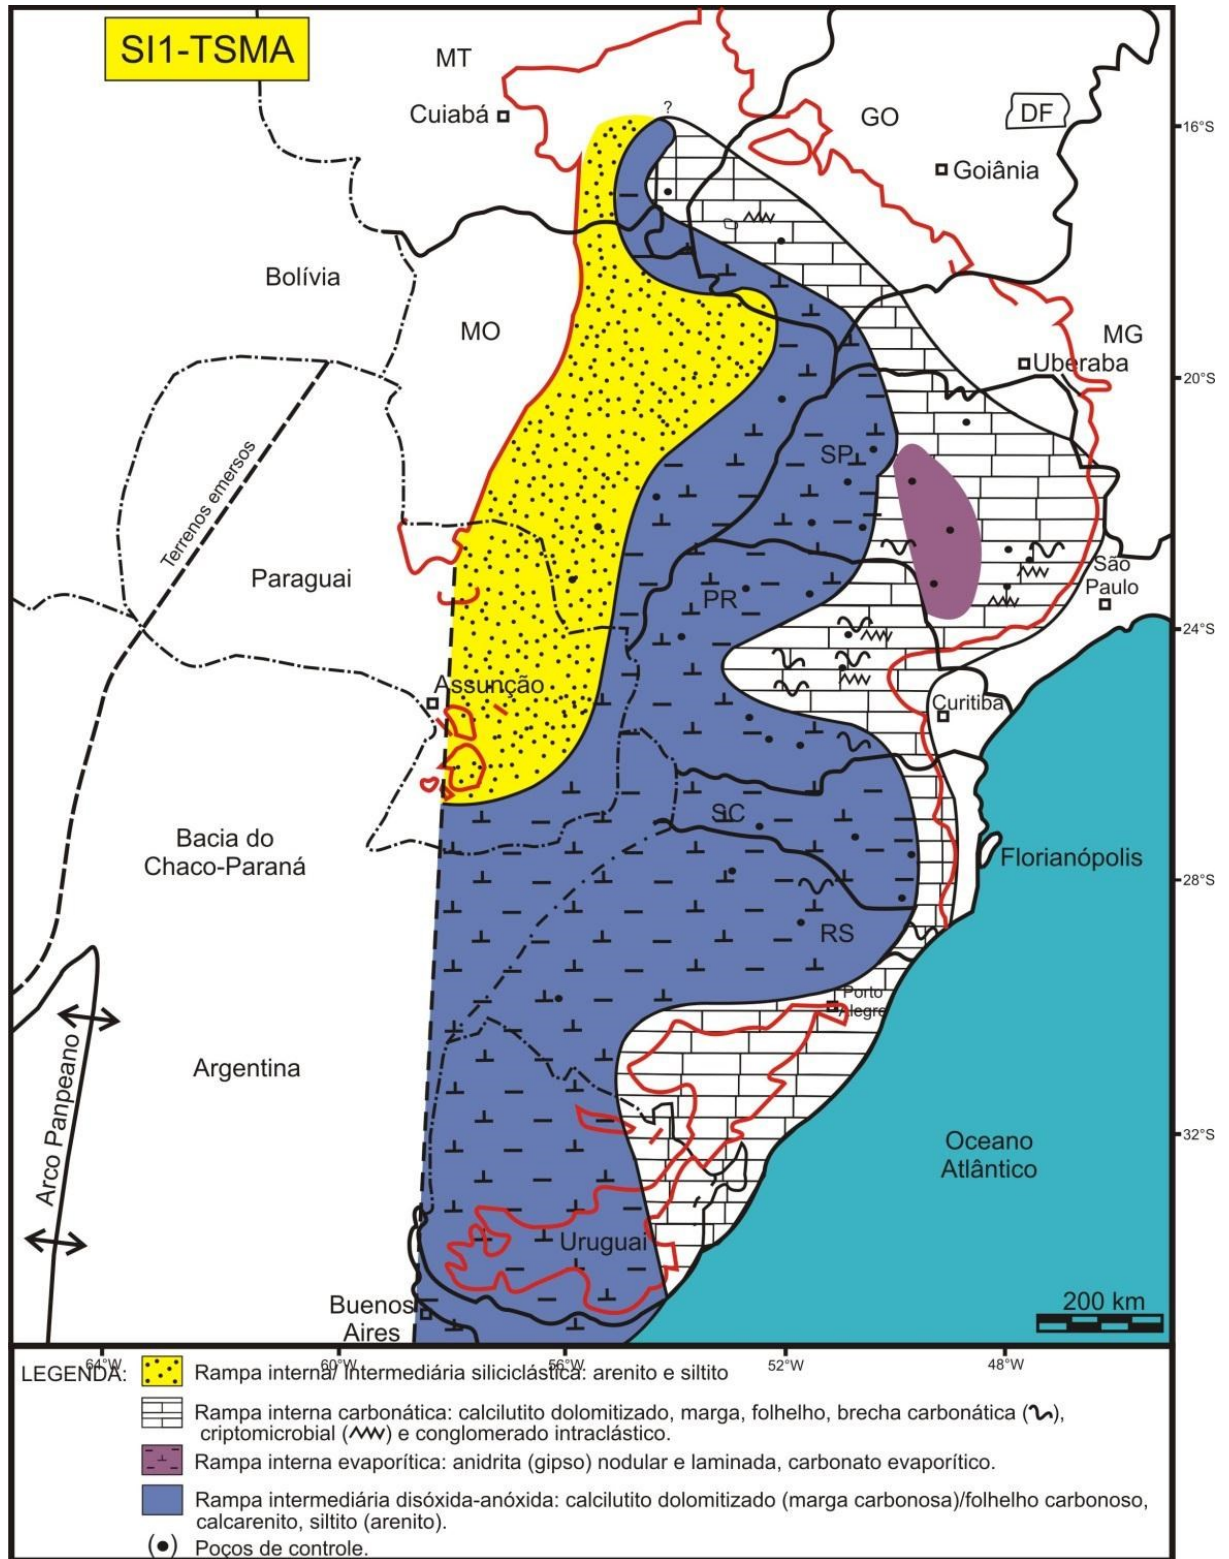 SI1-TSMA
MT
Cuiabá
?
GO
DF
16°S
Goiânia
Bolívia
MO
MG
Uberaba
20°S
Terrenos emersos
SP
Paraguai
PR
São
Paulo
24°S
Assunção
Curitiba
SC
Bacia do
Chaco-Paraná
Florianópolis
28°S
RS
Porto
Alegre
Arco Panpeano
Argentina
32°S
Oceano
Atlântico
Uruguai
Buenos
Aires
200 km
64°W
60°W
56°W
52°W
48°W
LEGENDA:
Rampa interna/ intermediária siliciclástica: arenito e siltito
Rampa interna carbonática: calcilutito dolomitizado, marga, folhelho, brecha carbonática ( ),
criptomicrobial ( ) e conglomerado intraclástico.
Rampa interna evaporítica: anidrita (gipso) nodular e laminada, carbonato evaporítico.
Rampa intermediária disóxida-anóxida: calcilutito dolomitizado (marga carbonosa)/folhelho carbonoso,
calcarenito, siltito (arenito).
(•) Poços de controle.